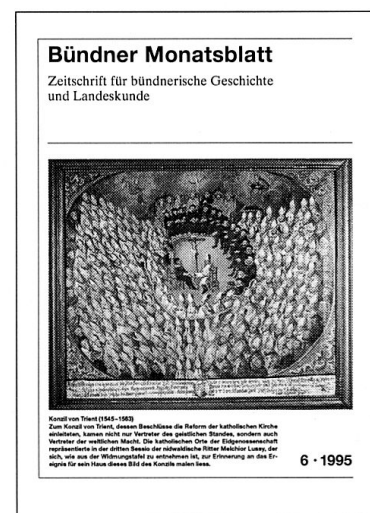 Bündner Monatsblatt
Zeitschrift für bündnerische Geschichte
und Landeskunde
Konzil von Trient (1545–1563)
Zum Konzil von Trient, dessen Beschlüsse die Reform der katholischen Kirche
einleiteten, kamen nicht nur Vertreter des geistlichen Standes, sondern auch
Vertreter der weltlichen Macht. Die katholischen Orte der Eidgenossenschaft
repräsentierte in der dritten Sessio der nidwaldische Ritter Melchior Lussy, der
sich, wie aus der Widmungstafel zu entnehmen ist, zur Erinnerung an das Er-
eignis für sein Haus dieses Bild des Konzils malen liess.
6 · 1995